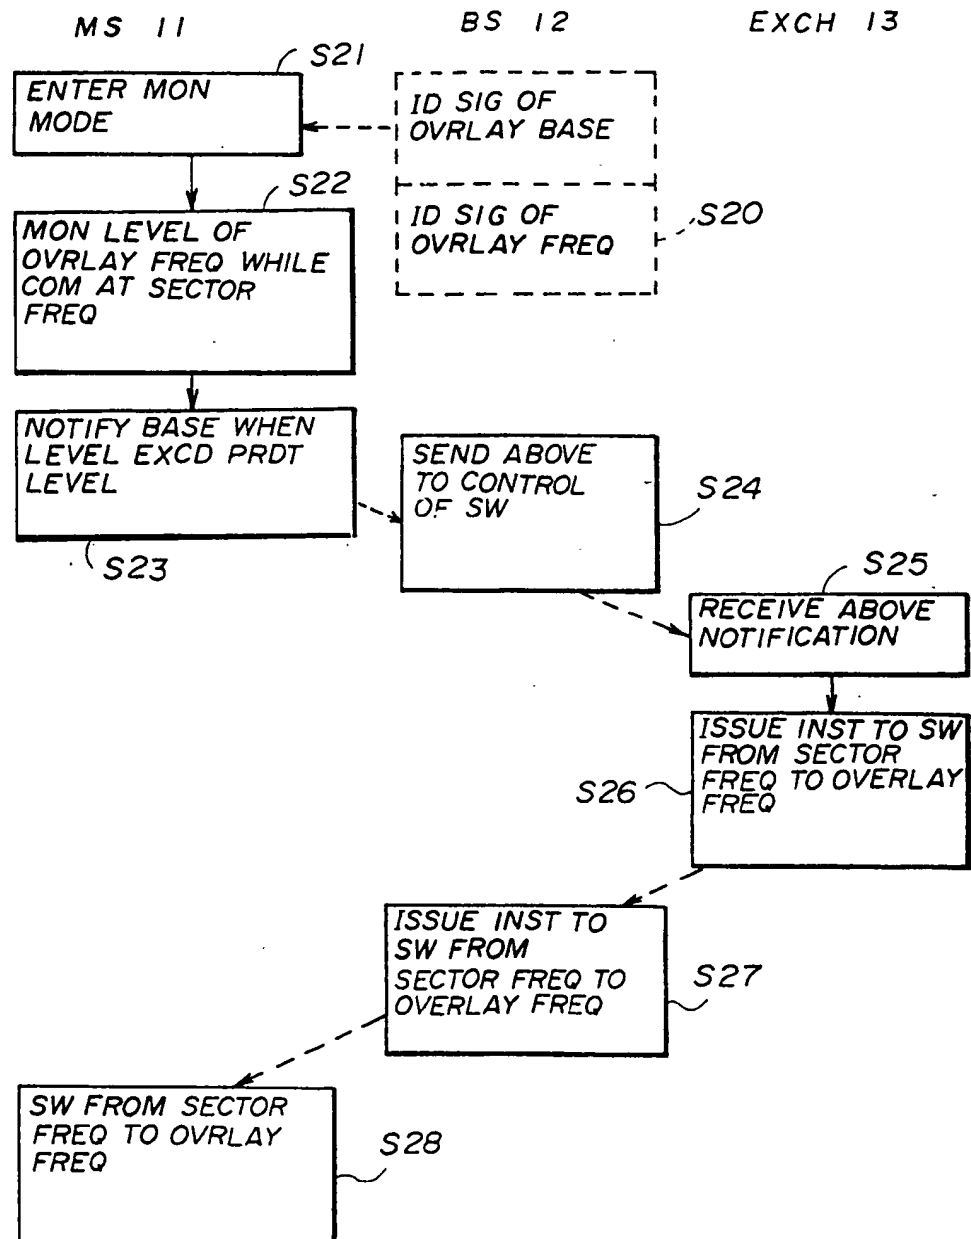 MS 11
BS 12
EXCH 13
S21
ENTER MON
MODE
ID SIG OF
OVRLAY BASE
S22
MON LEVEL OF
OVRLAY FREQ WHILE
COM AT SECTOR
FREQ
ID SIG OF
OVRLAY FREQ
S20
NOTIFY BASE WHEN
LEVEL EXCD PRDT
LEVEL
S23
SEND ABOVE
TO CONTROL
OF SW
S24
S25
RECEIVE ABOVE
NOTIFICATION
ISSUE INST TO SW
FROM SECTOR
FREQ TO OVERLAY
FREQ
S26
ISSUE INST TO
SW FROM
SECTOR FREQ TO
OVERLAY FREQ
S27
SW FROM SECTOR
FREQ TO OVRLAY
FREQ
S28